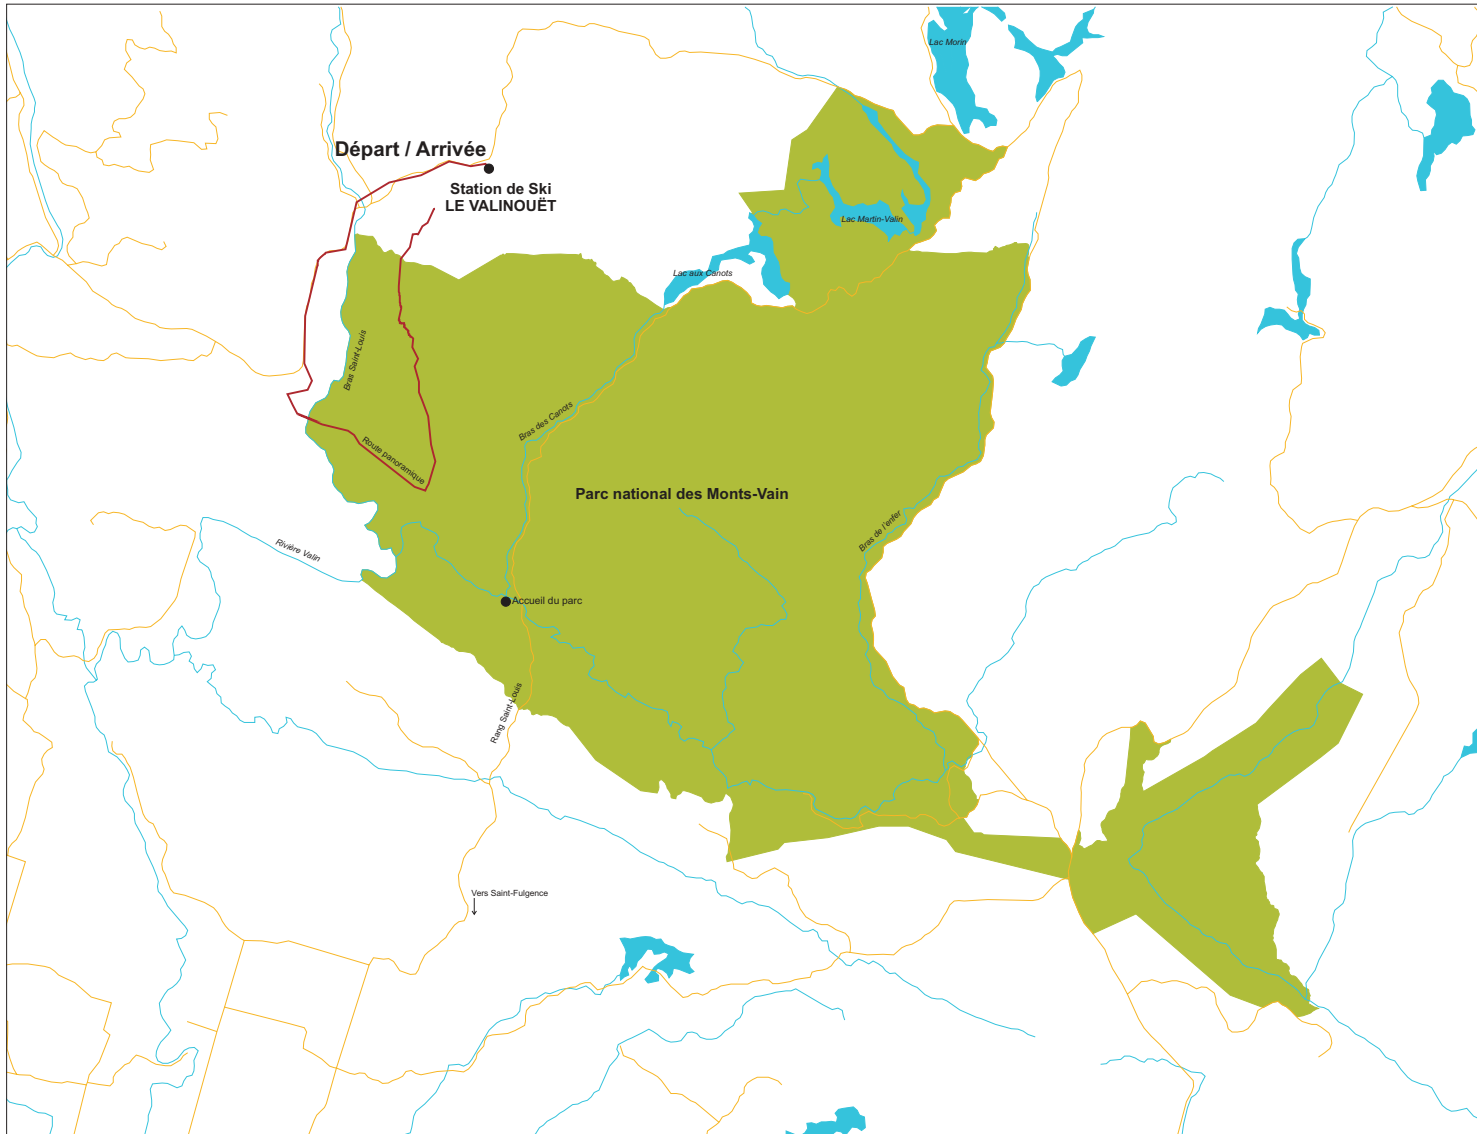 Lac Morin
Départ / Arrivée
Station de Ski
LE VALINOUËT
Lac Martin-Valin
Lac aux Canots
Bras Saint-Louis
Bras des Canots
Route panoramique
Parc national des Monts-Vain
Bras de l'enfer
Rivière Valin
Accueil du parc
Rang Saint-Louis
Vers Saint-Fulgence